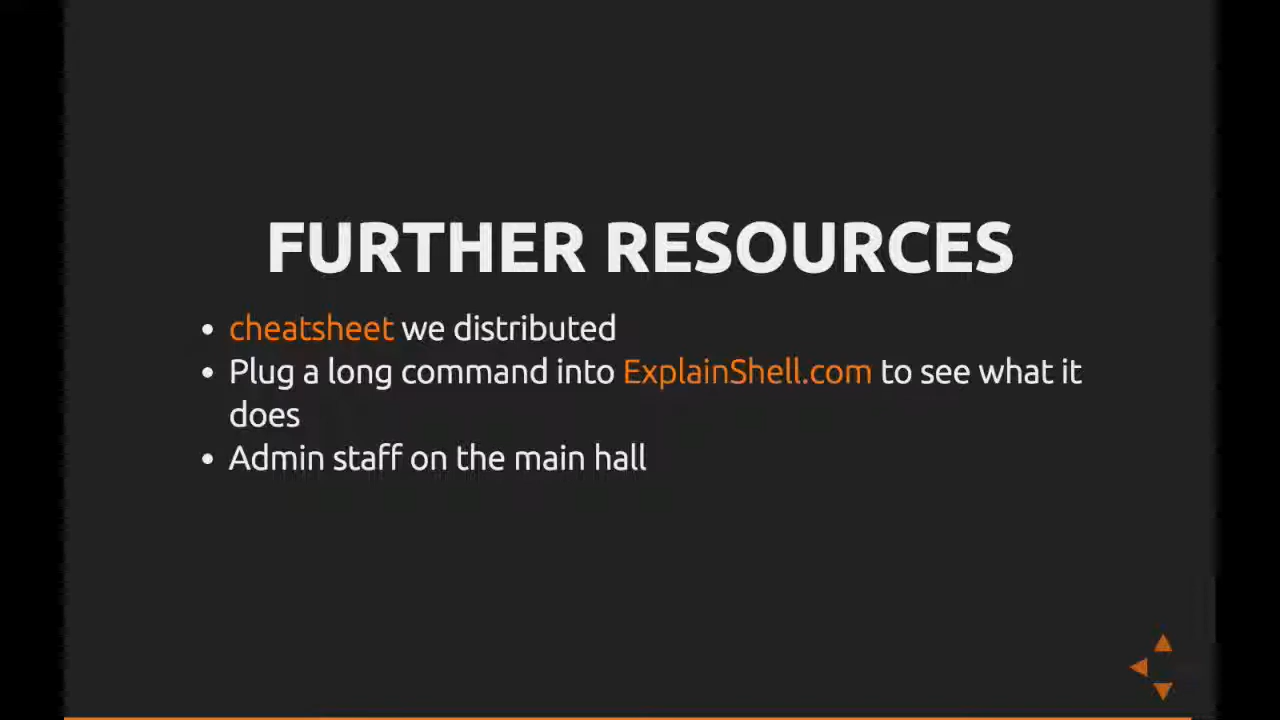 FURTHER RESOURCES
cheatsheet we distributed
Plug a long command into ExplainShell.com to see what it
does
Admin staff on the main hall